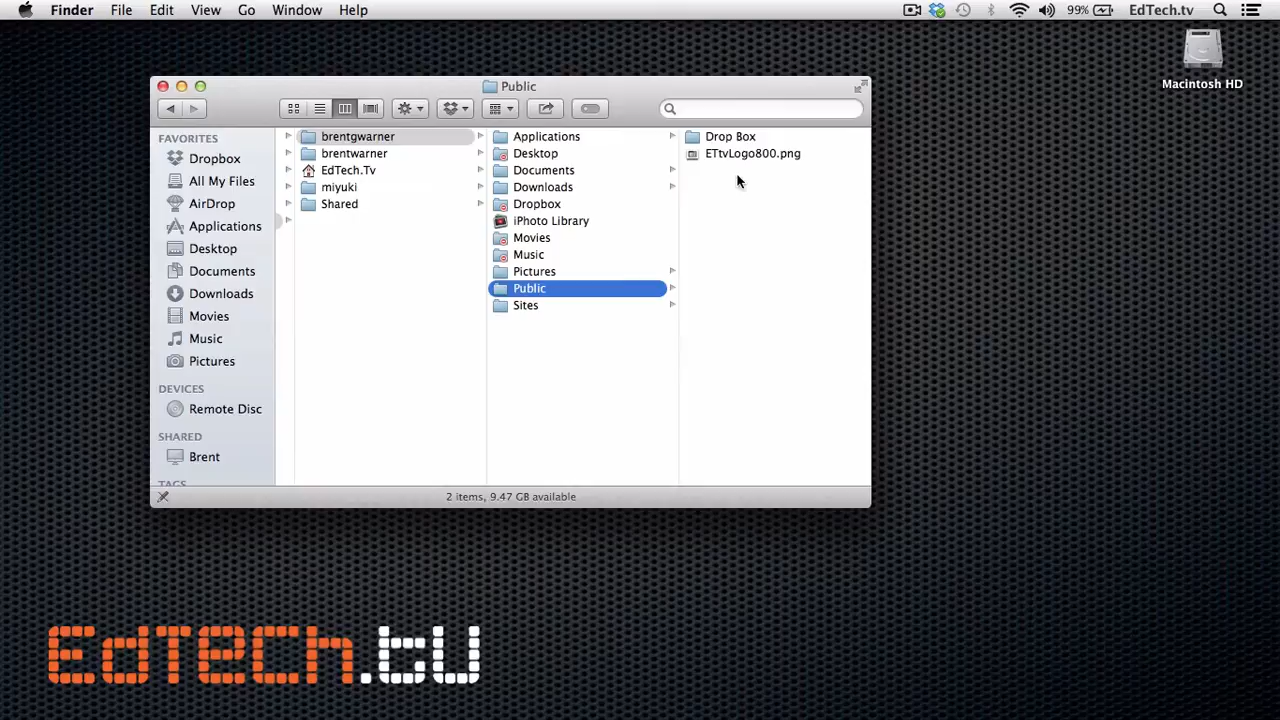 Finder File Edit View Go Window Help 99% EdTech.tv
Macintosh HD
Public
FAVORITES
Dropbox
All My Files
AirDrop
Applications
Desktop
Documents
Downloads
Movies
Music
Pictures
DEVICES
Remote Disc
SHARED
Brent
TAGS
brentgwarner
brentwarner
EdTech.Tv
miyuki
Shared
Applications
Desktop
Documents
Downloads
Dropbox
iPhoto Library
Movies
Music
Pictures
Public
Sites
Drop Box
ETtvLogo800.png
2 items, 9.47 GB available
EdTech.tv